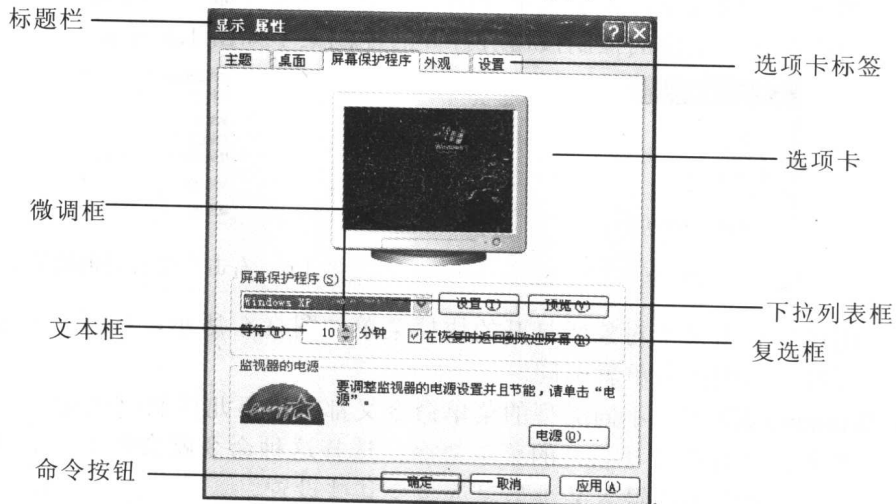 标题栏
显示 属性
主题 桌面 屏幕保护程序 外观 设置
选项卡标签
Windows
选项卡
微调框
屏幕保护程序(S)
Windows XP 设置(T) 预览(V)
下拉列表框
文本框
等待(W): 10 分钟 在恢复时返回到欢迎屏幕(R)
复选框
监视器的电源
energy
要调整监视器的电源设置并且节能，请单击“电
源”。
电源(O)...
命令按钮
确定 取消 应用(A)